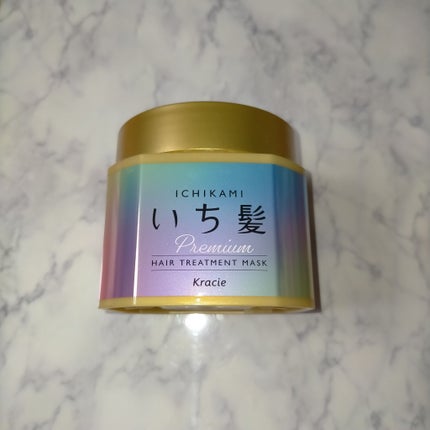 ICHIKAMI
いち髪
Premium
HAIR TREATMENT MASK
Kracie